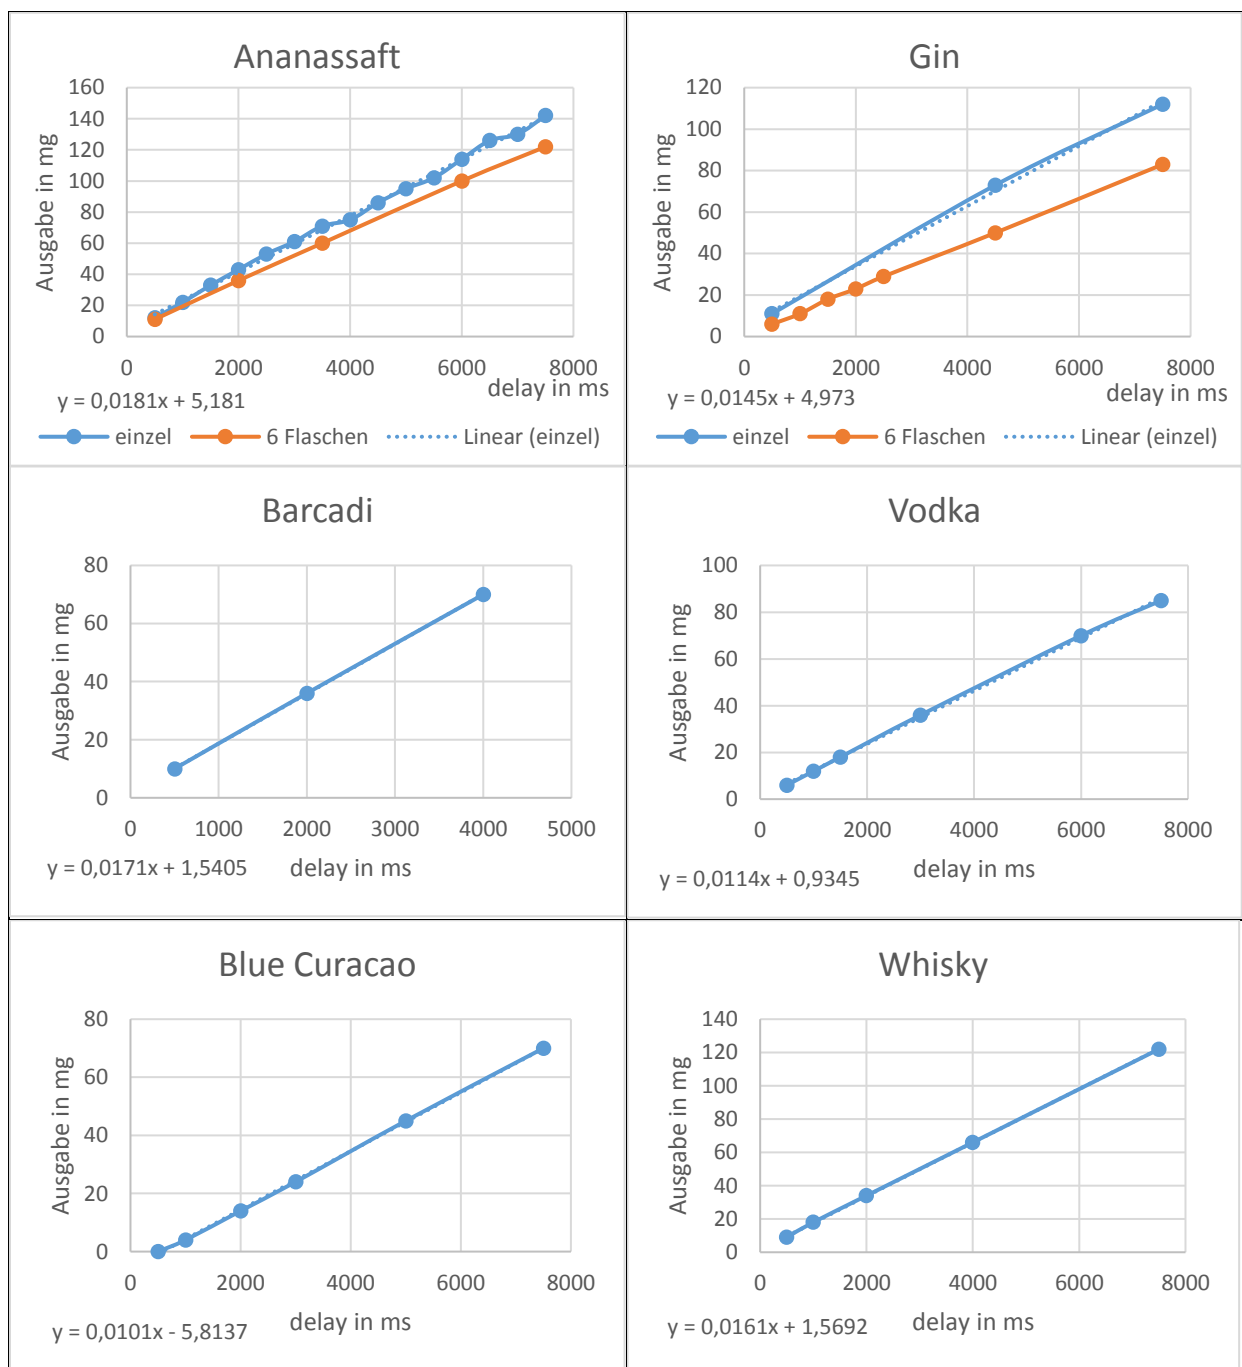 Ananassaft
160
140
120
100
80
60
40
20
0
Ausgabe in mg
0 2000 4000 6000 8000
delay in ms
y = 0,0181x + 5,181
einzel 6 Flaschen Linear (einzel)
Gin
120
100
80
60
40
20
0
Ausgabe in mg
0 2000 4000 6000 8000
delay in ms
y = 0,0145x + 4,973
einzel 6 Flaschen Linear (einzel)
Barcadi
80
60
40
20
0
Ausgabe in mg
0 1000 2000 3000 4000 5000
y = 0,0171x + 1,5405 delay in ms
Vodka
100
80
60
40
20
0
Ausgabe in mg
0 2000 4000 6000 8000
y = 0,0114x + 0,9345 delay in ms
Blue Curacao
80
60
40
20
0
Ausgabe in mg
0 2000 4000 6000 8000
y = 0,0101x - 5,8137 delay in ms
Whisky
140
120
100
80
60
40
20
0
Ausgabe in mg
0 2000 4000 6000 8000
y = 0,0161x + 1,5692 delay in ms